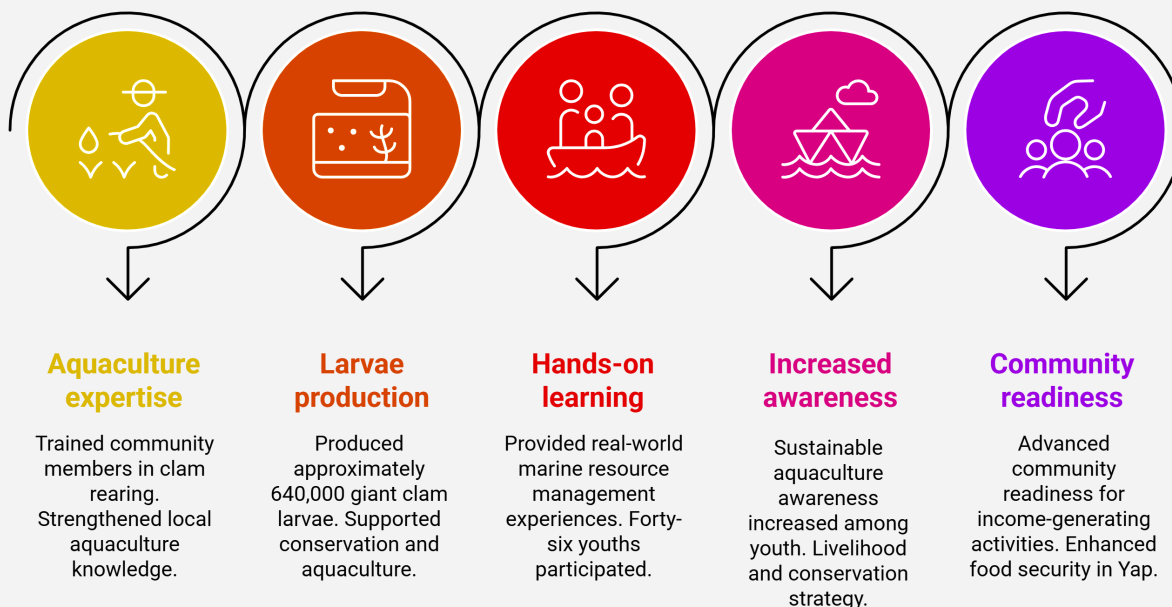 Aquaculture
expertise
Trained community
members in clam
rearing.
Strengthened local
aquaculture
knowledge.
Larvae
production
Produced
approximately
640,000 giant clam
larvae. Supported
conservation and
aquaculture.
Hands-on
learning
Provided real-world
marine resource
management
experiences. Forty-
six youths
participated.
Increased
awareness
Sustainable
aquaculture
awareness
increased among
youth. Livelihood
and conservation
strategy.
Community
readiness
Advanced
community
readiness for
income-generating
activities. Enhanced
food security in Yap.